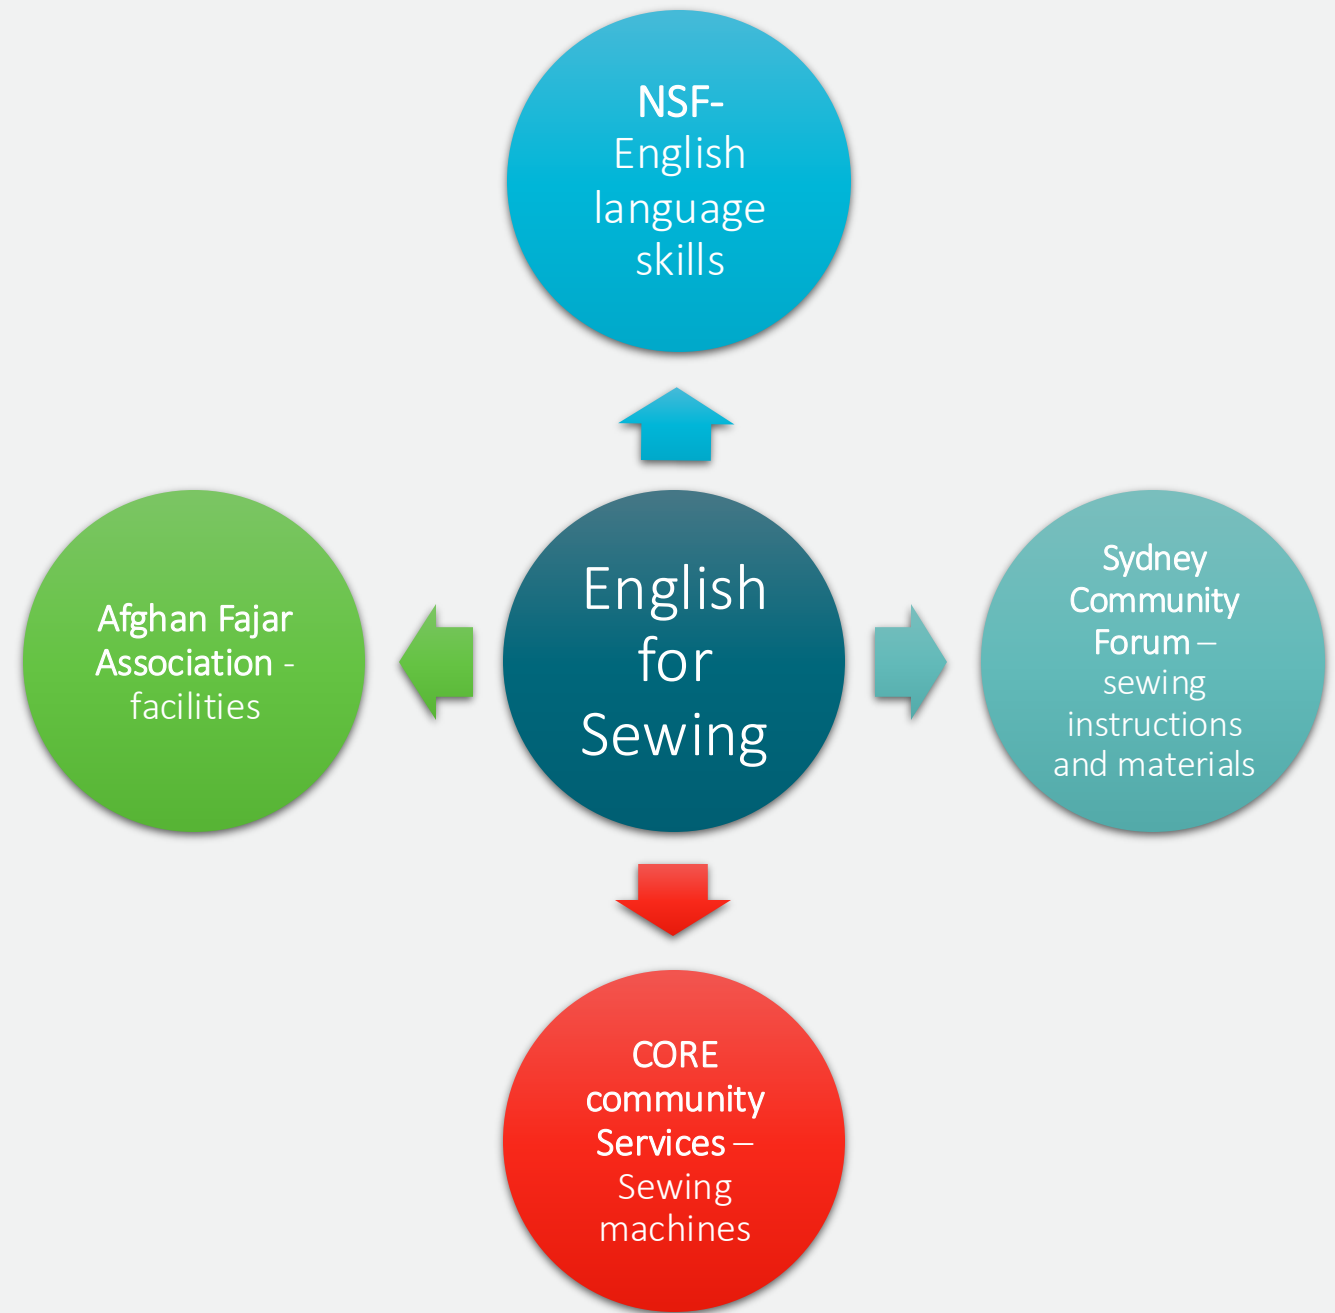 NSF-
English
language
skills
Afghan Fajar
Association -
facilities
English
for
Sewing
Sydney
Community
Forum –
sewing
instructions
and materials
CORE
community
Services –
Sewing
machines